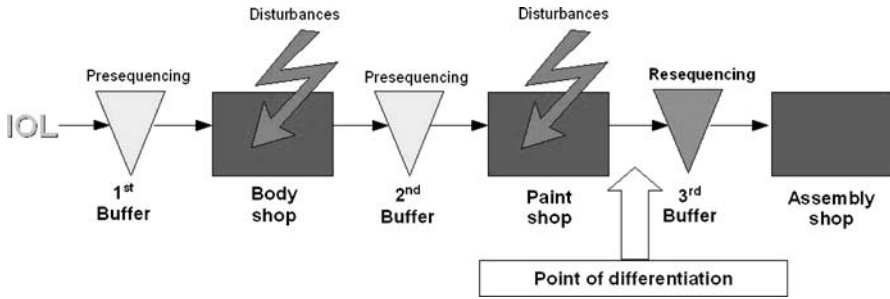 Disturbances
Disturbances
Presequencing
Presequencing
Resequencing
IOL
1st
Buffer
Body
shop
2nd
Buffer
Paint
shop
3rd
Buffer
Assembly
shop
Point of differentiation